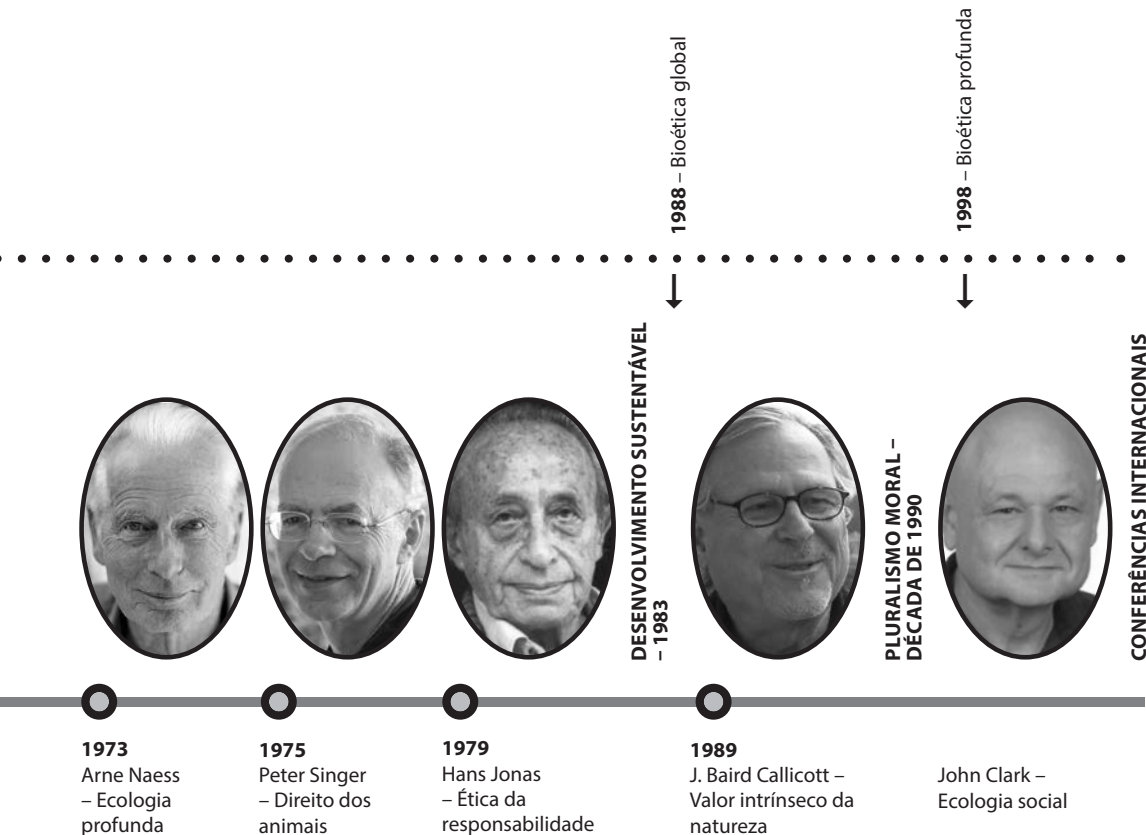 1988 – Bioética global
1998 – Bioética profunda
DESENVOLVIMENTO SUSTENTÁVEL
– 1983
PLURALISMO MORAL –
DÉCADA DE 1990
CONFERÊNCIAS INTERNACIONAIS
1973
Arne Naess
– Ecologia
profunda
1975
Peter Singer
– Direito dos
animais
1979
Hans Jonas
– Ética da
responsabilidade
1989
J. Baird Callicott –
Valor intrínseco da
natureza
John Clark –
Ecologia social